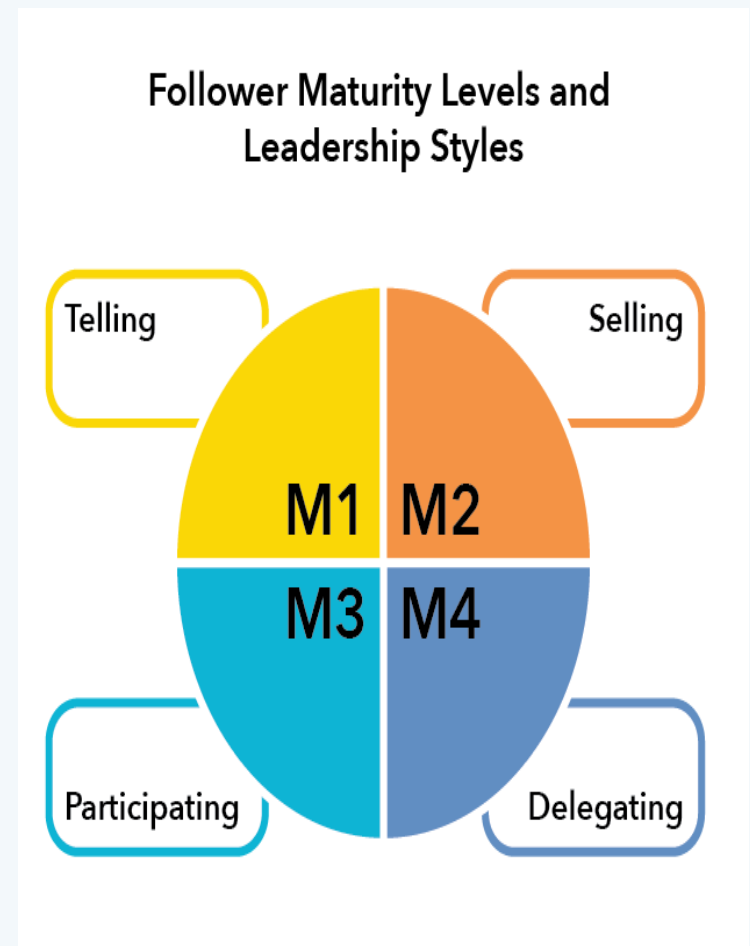 Follower Maturity Levels and
Leadership Styles
Telling
Selling
M1
M2
M3
M4
Participating
Delegating